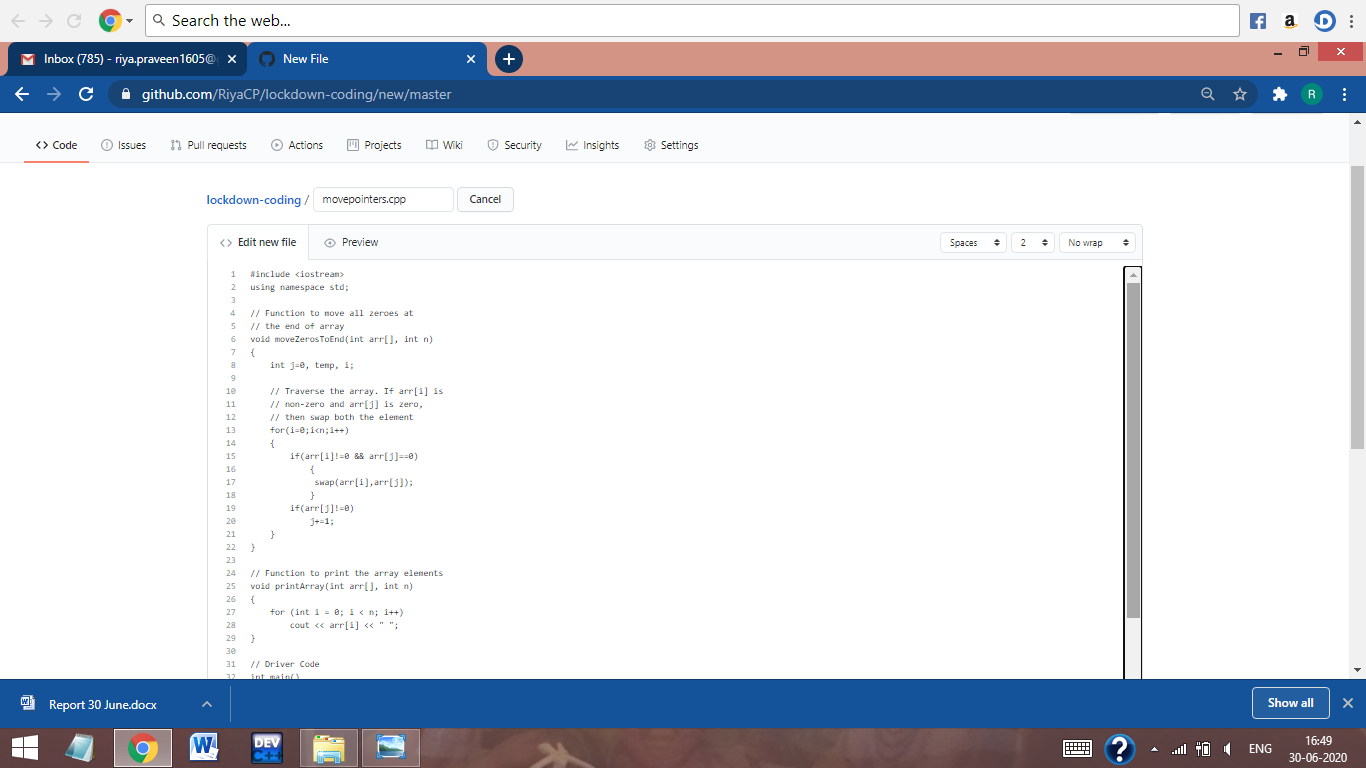 Search the web...
Inbox (785) - riya.praveen1605@
New File
github.com/RiyaCP/lockdown-coding/new/master
R
Code Issues Pull requests Actions Projects Wiki Security Insights Settings
lockdown-coding / movepointers.cpp Cancel
Edit new file Preview Spaces 2 No wrap
1 #include <iostream>
2 using namespace std;
3
4 // Function to move all zeroes at
5 // the end of array
6 void moveZerosToEnd(int arr[], int n)
7 {
8 int j=0, temp, i;
9
10 // Traverse the array. If arr[i] is
11 // non-zero and arr[j] is zero,
12 // then swap both the element
13 for(i=0;i<n;i++)
14 {
15 if(arr[i]!=0 && arr[j]==0)
16 {
17 swap(arr[i],arr[j]);
18 }
19 if(arr[j]!=0)
20 j+=1;
21 }
22 }
23
24 // Function to print the array elements
25 void printArray(int arr[], int n)
26 {
27 for (int i = 0; i < n; i++)
28 cout << arr[i] << " ";
29 }
30
31 // Driver Code
32 int main()
Report 30 June.docx
Show all
DEV C++
ENG
16:49
30-06-2020